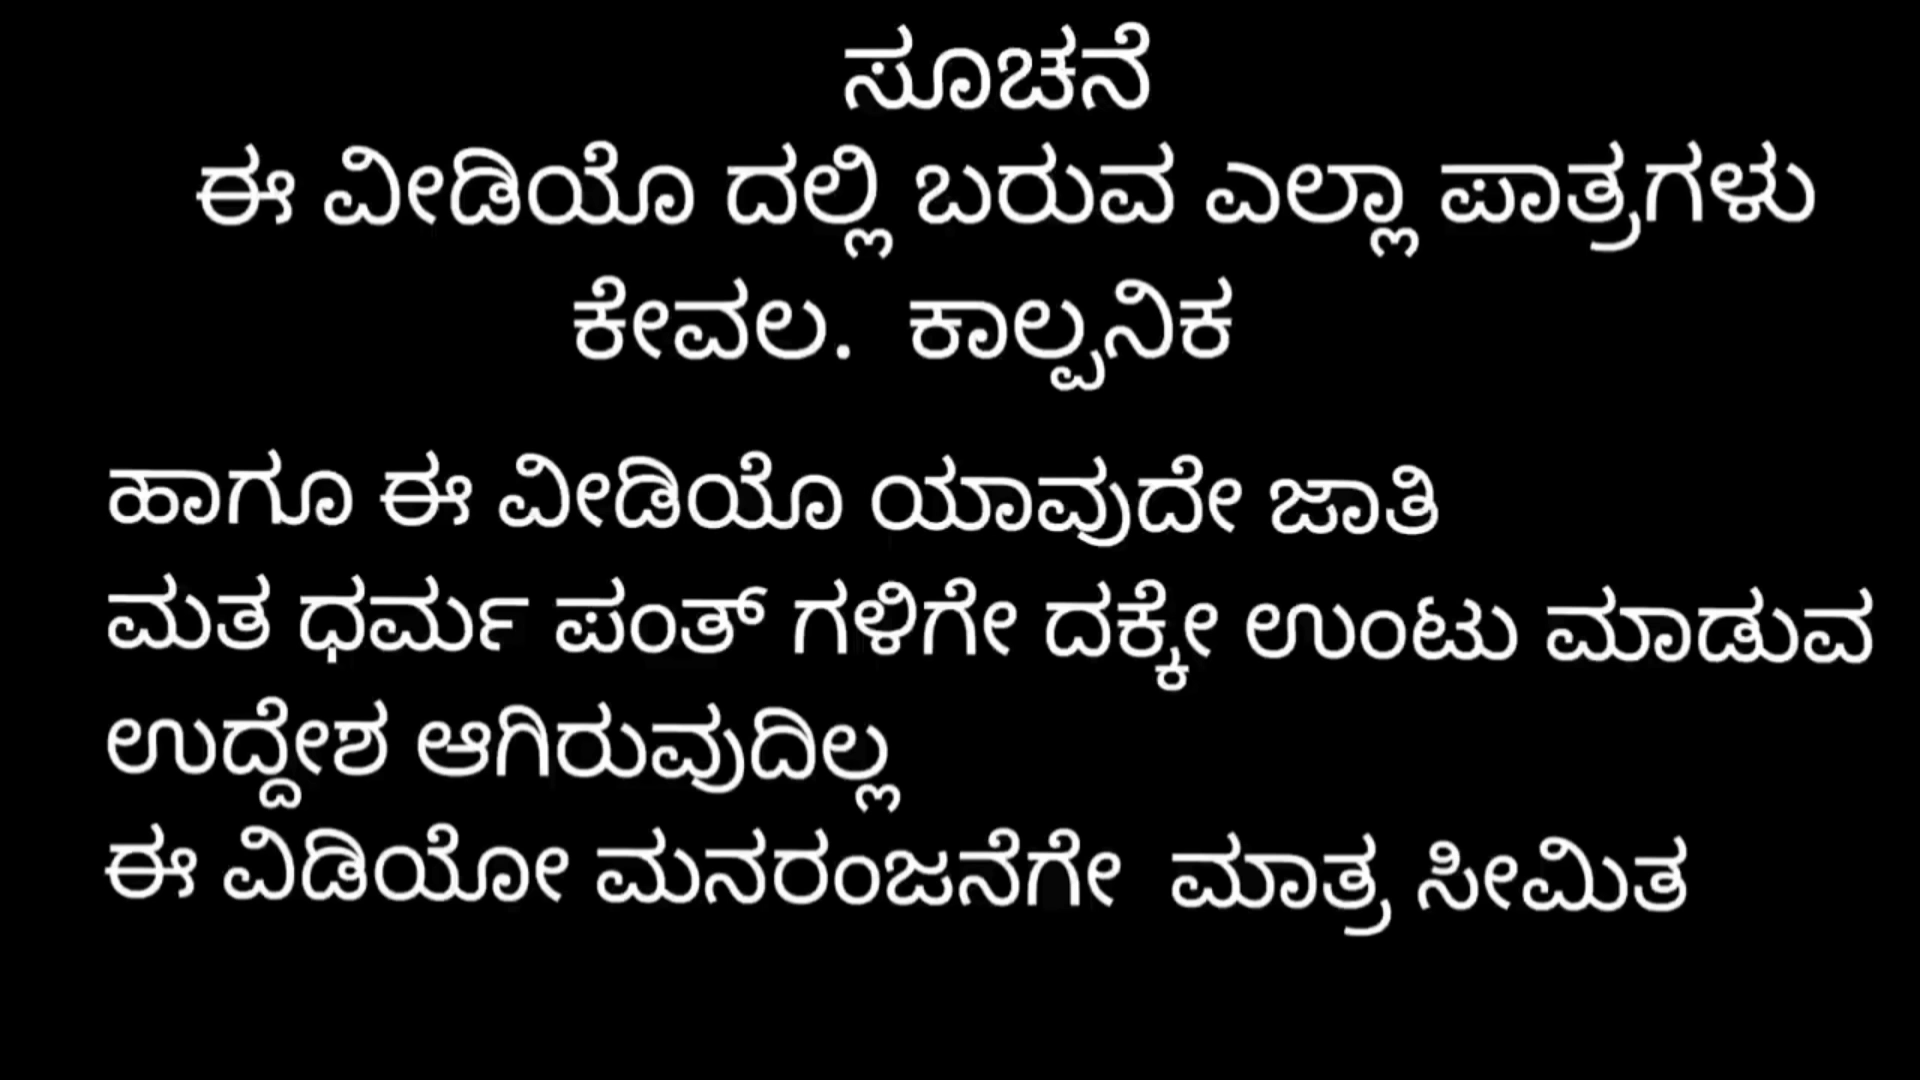 ಸೂಚನೆ
ಈ ವೀಡಿಯೊ ದಲ್ಲಿ ಬರುವ ಎಲ್ಲಾ ಪಾತ್ರಗಳು
ಕೇವಲ. ಕಾಲ್ಪನಿಕ
ಹಾಗೂ ಈ ವೀಡಿಯೊ ಯಾವುದೇ ಜಾತಿ
ಮತ ಧರ್ಮ ಪಂತ್ ಗಳಿಗೇ ದಕ್ಕೇ ಉಂಟು ಮಾಡುವ
ಉದ್ದೇಶ ಆಗಿರುವುದಿಲ್ಲ
ಈ ವಿಡಿಯೋ ಮನರಂಜನೆಗೇ ಮಾತ್ರ ಸೀಮಿತ